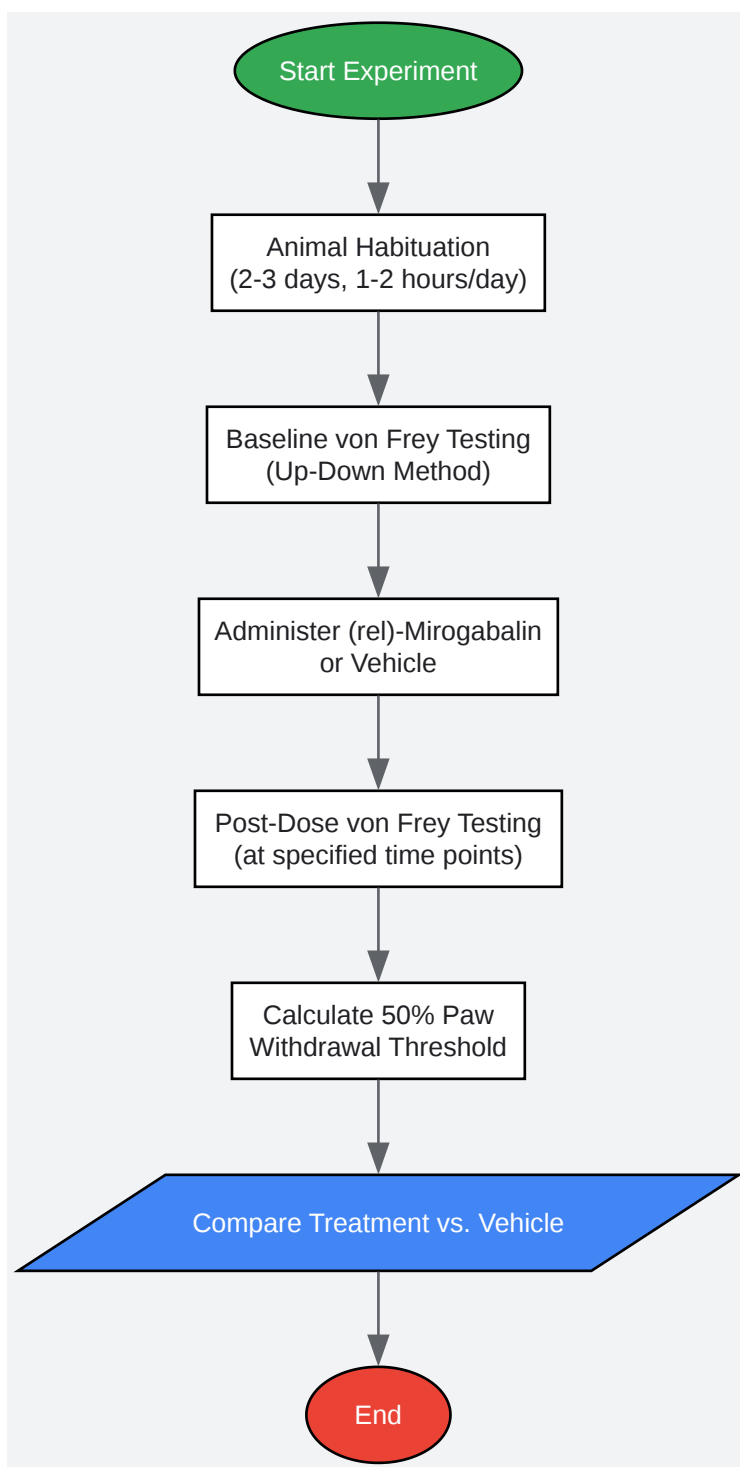 Start Experiment
Animal Habituation
(2-3 days, 1-2 hours/day)
Baseline von Frey Testing
(Up-Down Method)
Administer (rel)-Mirogabalin
or Vehicle
Post-Dose von Frey Testing
(at specified time points)
Calculate 50% Paw
Withdrawal Threshold
Compare Treatment vs. Vehicle
End